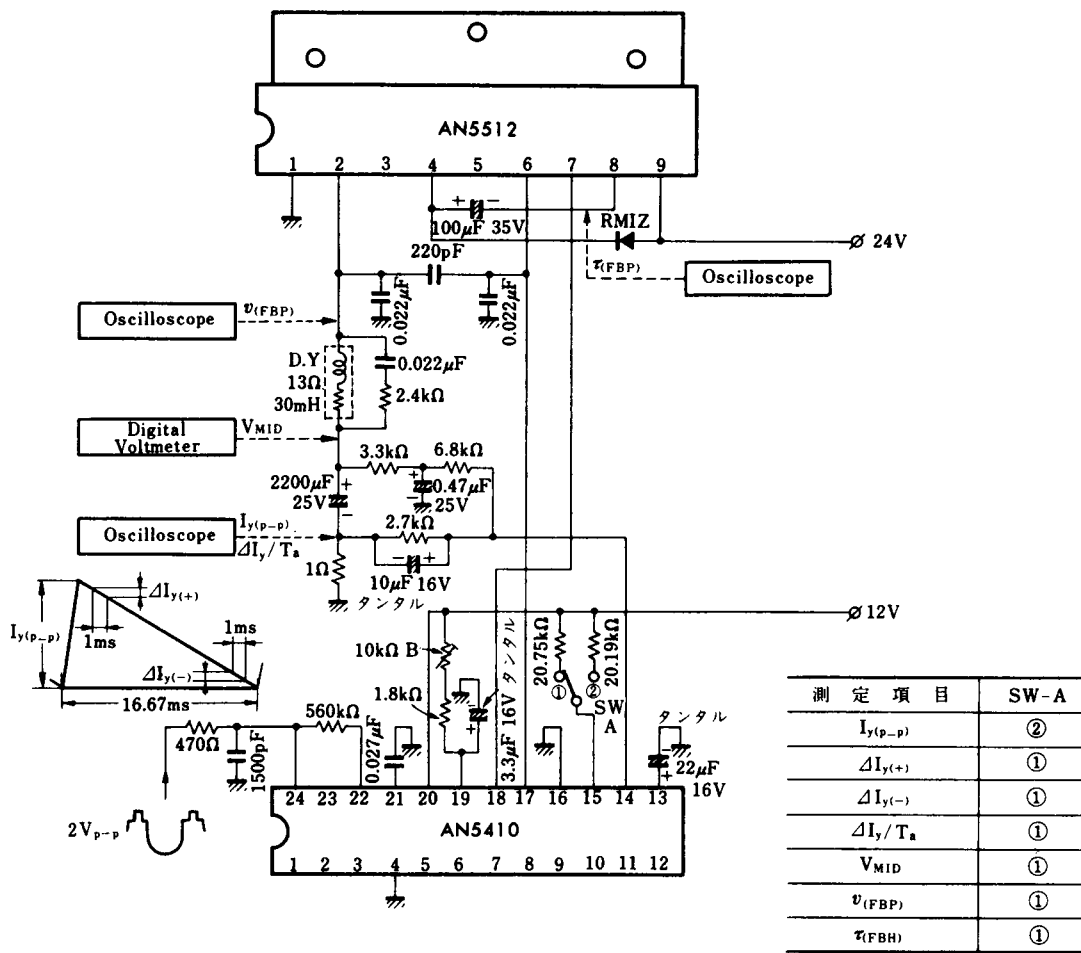 AN5512
1 2 3 4 5 6 7 8 9
+ −
100μF 35V
RMIZ
ø 24V
220pF
τ(FBP)
Oscilloscope
0.022μF
0.022μF
Oscilloscope
υ(FBP)
D.Y
13Ω
30mH
0.022μF
2.4kΩ
Digital
Voltmeter
VMID
3.3kΩ
6.8kΩ
2200μF
25V
+
−
+
−
0.47μF
25V
Oscilloscope
Iy(p−p)
ΔIy/Ta
2.7kΩ
− +
10μF 16V
1Ω
タンタル
ø 12V
Iy(p−p)
ΔIy(+)
1ms
1ms
ΔIy(−)
16.67ms
10kΩ B
1.8kΩ
−
+
3.3μF 16V タンタル
20.75kΩ
20.19kΩ
① ②
SW
A
470Ω
1500pF
560kΩ
0.027μF
タンタル
−
+
22μF
16V
2Vp−p
24 23 22 21 20 19 18 17 16 15 14 13
AN5410
1 2 3 4 5 6 7 8 9 10 11 12
測定項目 SW-A
Iy(p−p) ②
ΔIy(+) ①
ΔIy(−) ①
ΔIy/Ta ①
VMID ①
υ(FBP) ①
τ(FBH) ①